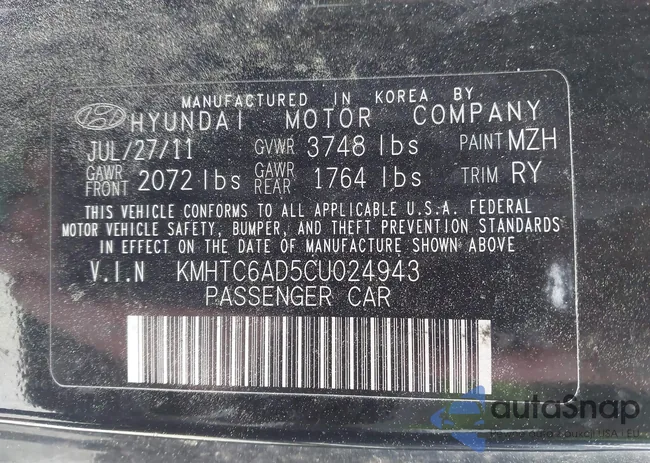 MANUFACTURED IN KOREA BY
HYUNDAI MOTOR COMPANY
JUL/27/11 GVWR 3748 lbs PAINT MZH
GAWR FRONT 2072 lbs GAWR REAR 1764 lbs TRIM RY
THIS VEHICLE CONFORMS TO ALL APPLICABLE U.S.A. FEDERAL
MOTOR VEHICLE SAFETY, BUMPER, AND THEFT PREVENTION STANDARDS
IN EFFECT ON THE DATE OF MANUFACTURE SHOWN ABOVE
V.I.N KMHTC6AD5CU024943
PASSENGER CAR
autoSnap